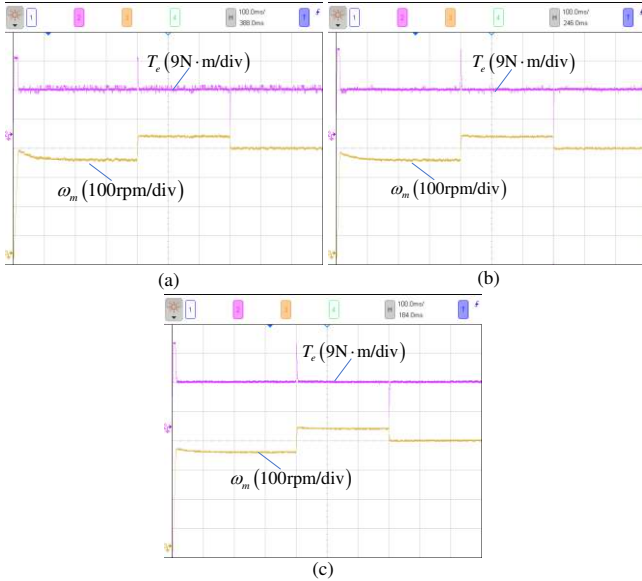 1 2 3 4 H 100.0ms/ 388.0ms T
T_e (9N·m/div)
ω_m (100rpm/div)
(a)
1 2 3 4 H 100.0ms/ 246.0ms T
T_e (9N·m/div)
ω_m (100rpm/div)
(b)
1 2 3 4 H 100.0ms/ 184.0ms T
T_e (9N·m/div)
ω_m (100rpm/div)
(c)